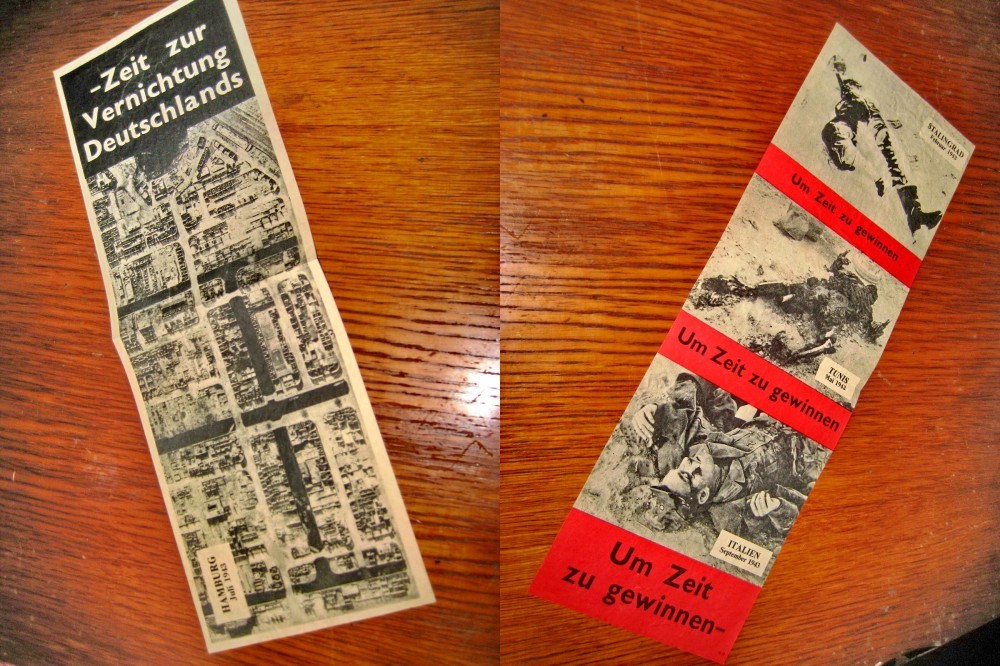 -Zeit zur
Vernichtung
Deutschlands
HAMBURG
Juli 1943
STALINGRAD
Februar 1943
Um Zeit zu gewinnen
TUNIS
Mai 1943
Um Zeit zu gewinnen
ITALIEN
September 1943
Um Zeit
zu gewinnen-